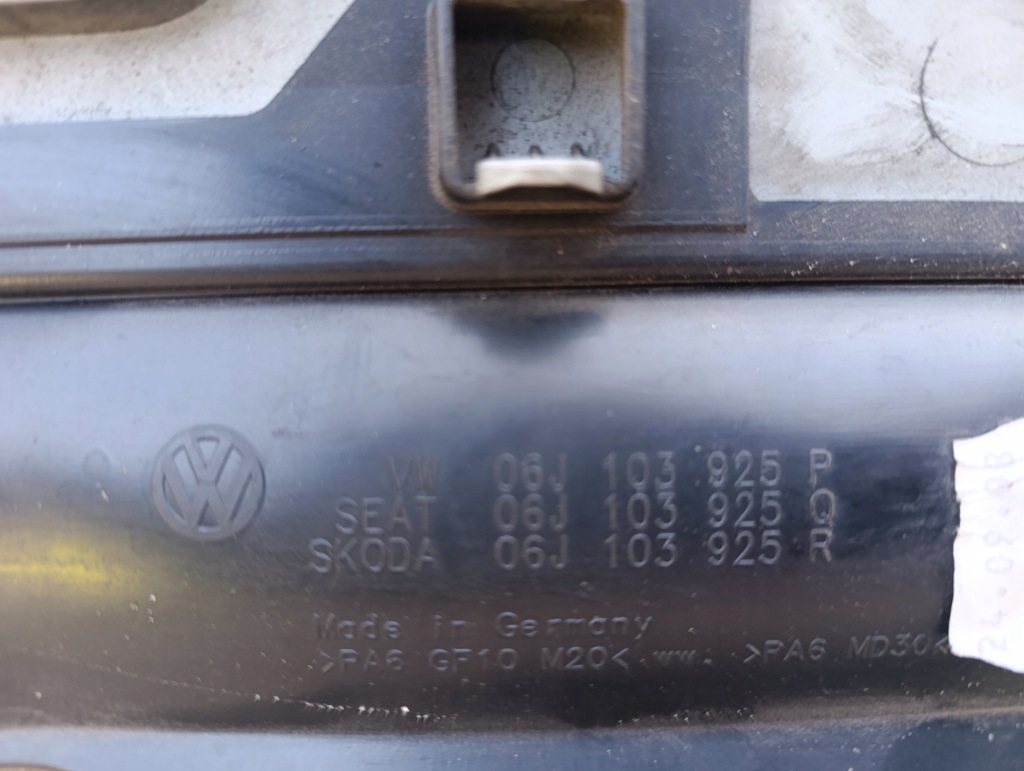 VW 06J 103 925 P
SEAT 06J 103 925 Q
SKODA 06J 103 925 R
Made in Germany
>PA6 GF10 M20< ww. >PA6 MD30<